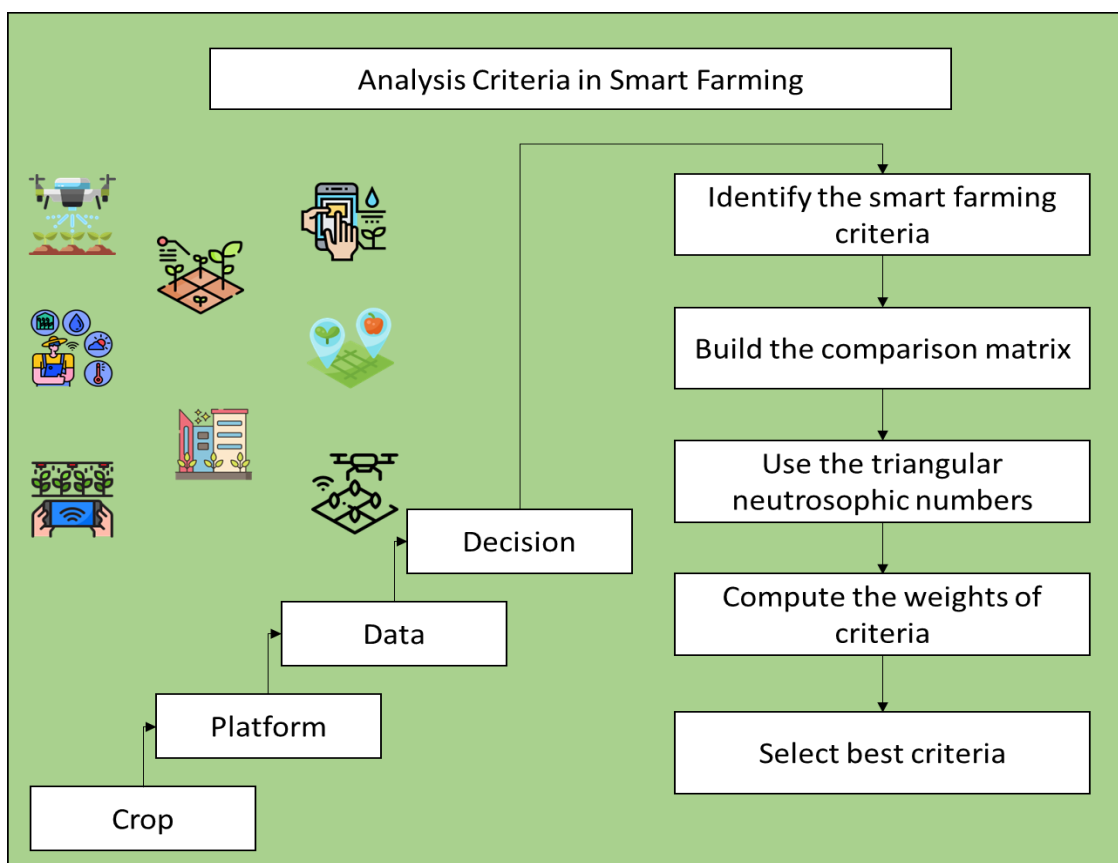 Analysis Criteria in Smart Farming
Identify the smart farming
criteria
Build the comparison matrix
Use the triangular
neutrosophic numbers
Decision
Compute the weights of
criteria
Data
Platform
Select best criteria
Crop